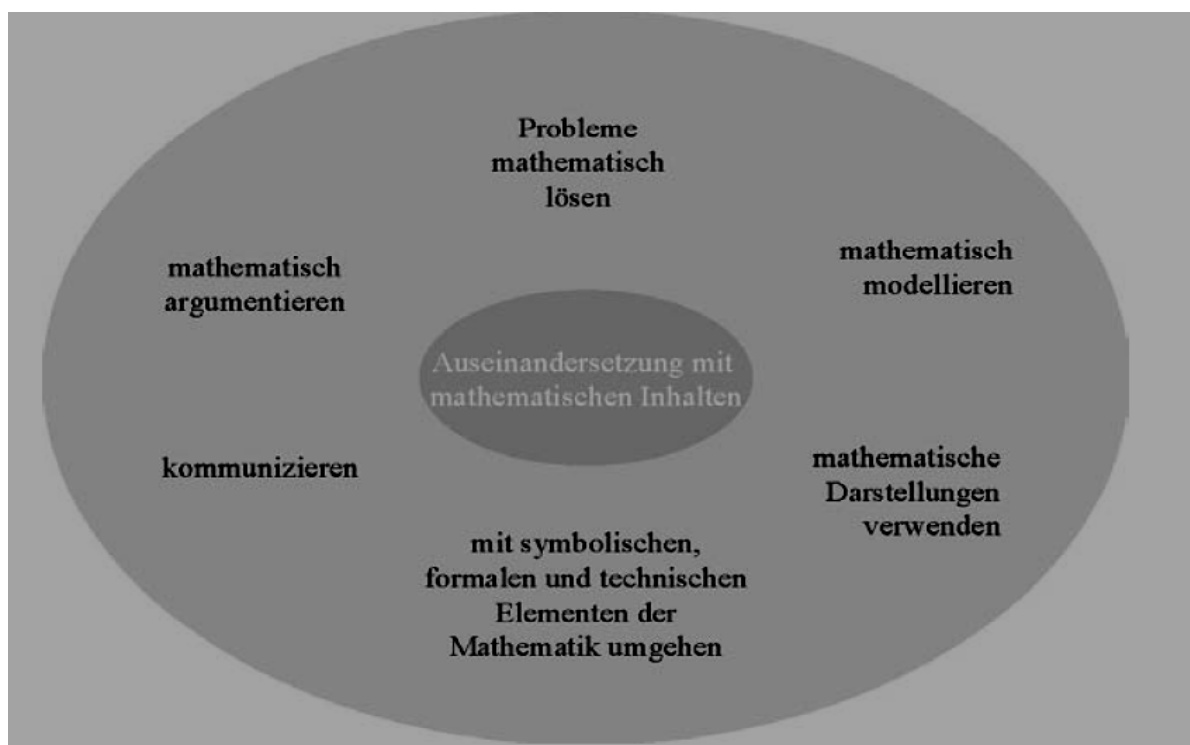 Probleme
mathematisch
lösen
mathematisch
argumentieren
mathematisch
modellieren
Auseinandersetzung mit
mathematischen Inhalten
kommunizieren
mathematische
Darstellungen
verwenden
mit symbolischen,
formalen und technischen
Elementen der
Mathematik umgehen